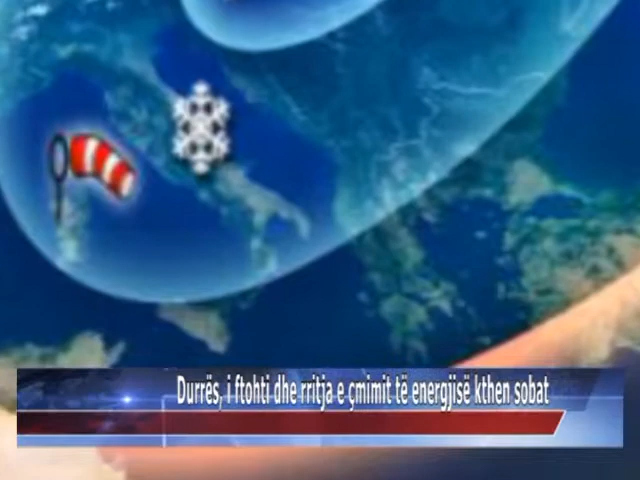 Durrës, i ftohti dhe rritja e çmimit të energjisë kthen sobat